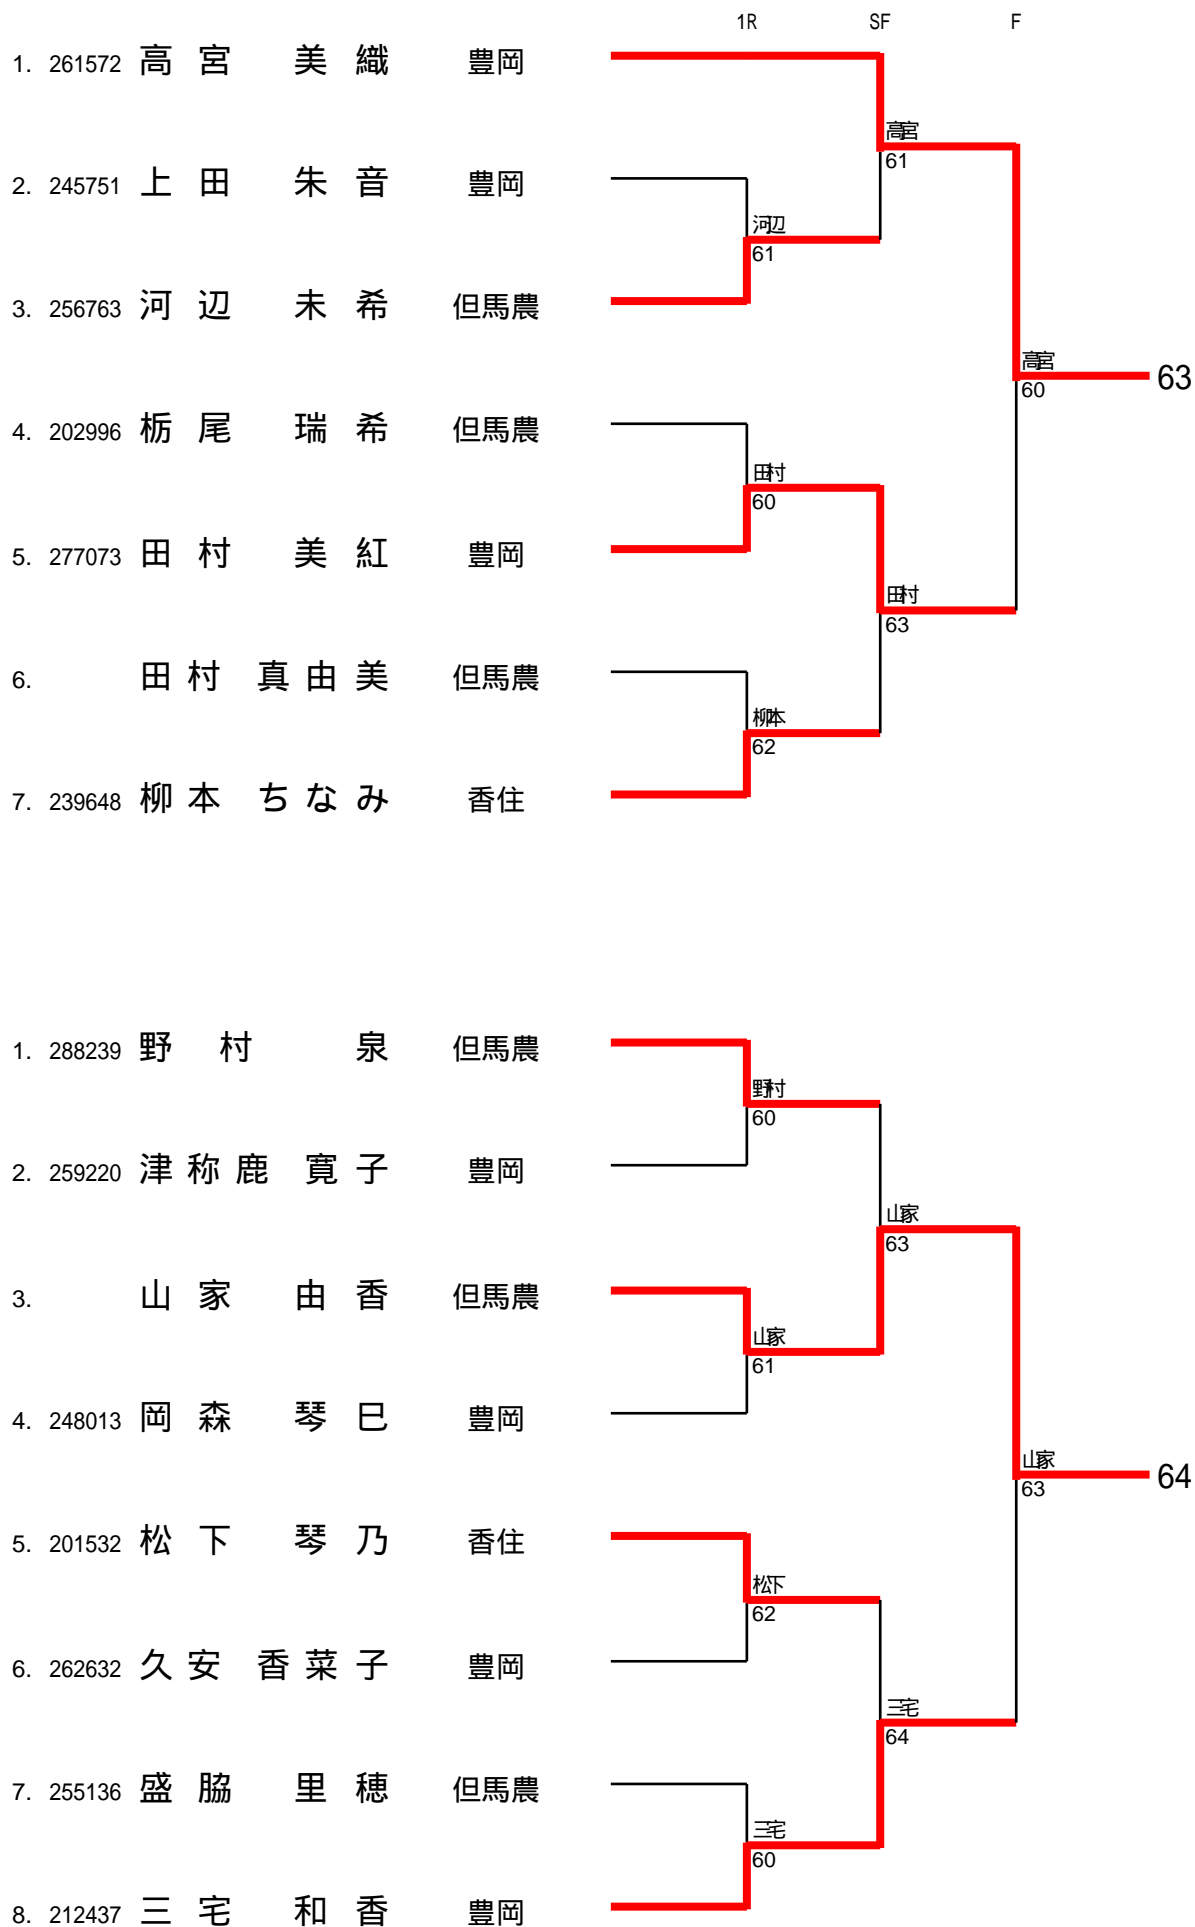 1R SF F
1. 261572 高宮 美織 豊岡
高宮
61
2. 245751 上田 朱音 豊岡
河辺
61
3. 256763 河辺 未希 但馬農
高宮
60
63
4. 202996 栃尾 瑞希 但馬農
田村
60
5. 277073 田村 美紅 豊岡
田村
63
6. 田村 真由美 但馬農
柳本
62
7. 239648 柳本 ちなみ 香住
1. 288239 野村 泉 但馬農
野村
60
2. 259220 津称鹿 寛子 豊岡
山家
63
3. 山家 由香 但馬農
山家
61
4. 248013 岡森 琴巳 豊岡
山家
63
64
5. 201532 松下 琴乃 香住
松下
62
6. 262632 久安 香菜子 豊岡
三宅
64
7. 255136 盛脇 里穂 但馬農
三宅
60
8. 212437 三宅 和香 豊岡